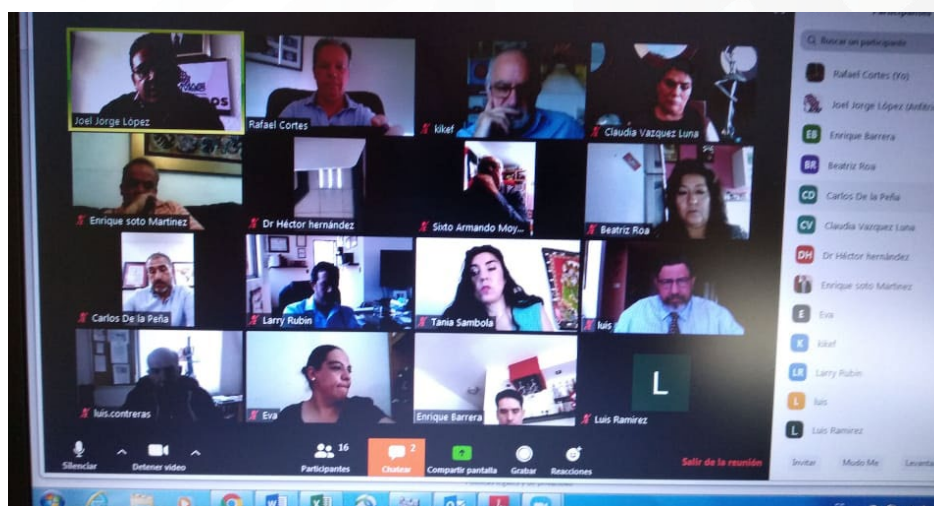 Joel Jorge López
Rafael Cortes
kikef
Claudia Vazquez Luna
Enrique soto Martinez
Dr Héctor hernández
Sixto Armando Moy...
Beatriz Roa
Carlos De la Peña
Larry Rubin
Tania Sambola
luis
luis.contreras
Eva
Enrique Barrera
L
Luis Ramirez
Silenciar
Detener video
16
Participantes
2
Chatear
Compartir pantalla
Grabar
Reacciones
Salir de la reunión
Buscar un participante
Rafael Cortes (Yo)
Joel Jorge López (Anfitri
EB Enrique Barrera
BR Beatriz Roa
CD Carlos De la Peña
CV Claudia Vazquez Luna
DH Dr Héctor hernández
Enrique soto Martinez
E Eva
K kikef
LR Larry Rubin
L luis
L Luis Ramirez
Invitar
Mudo Me
Levanta